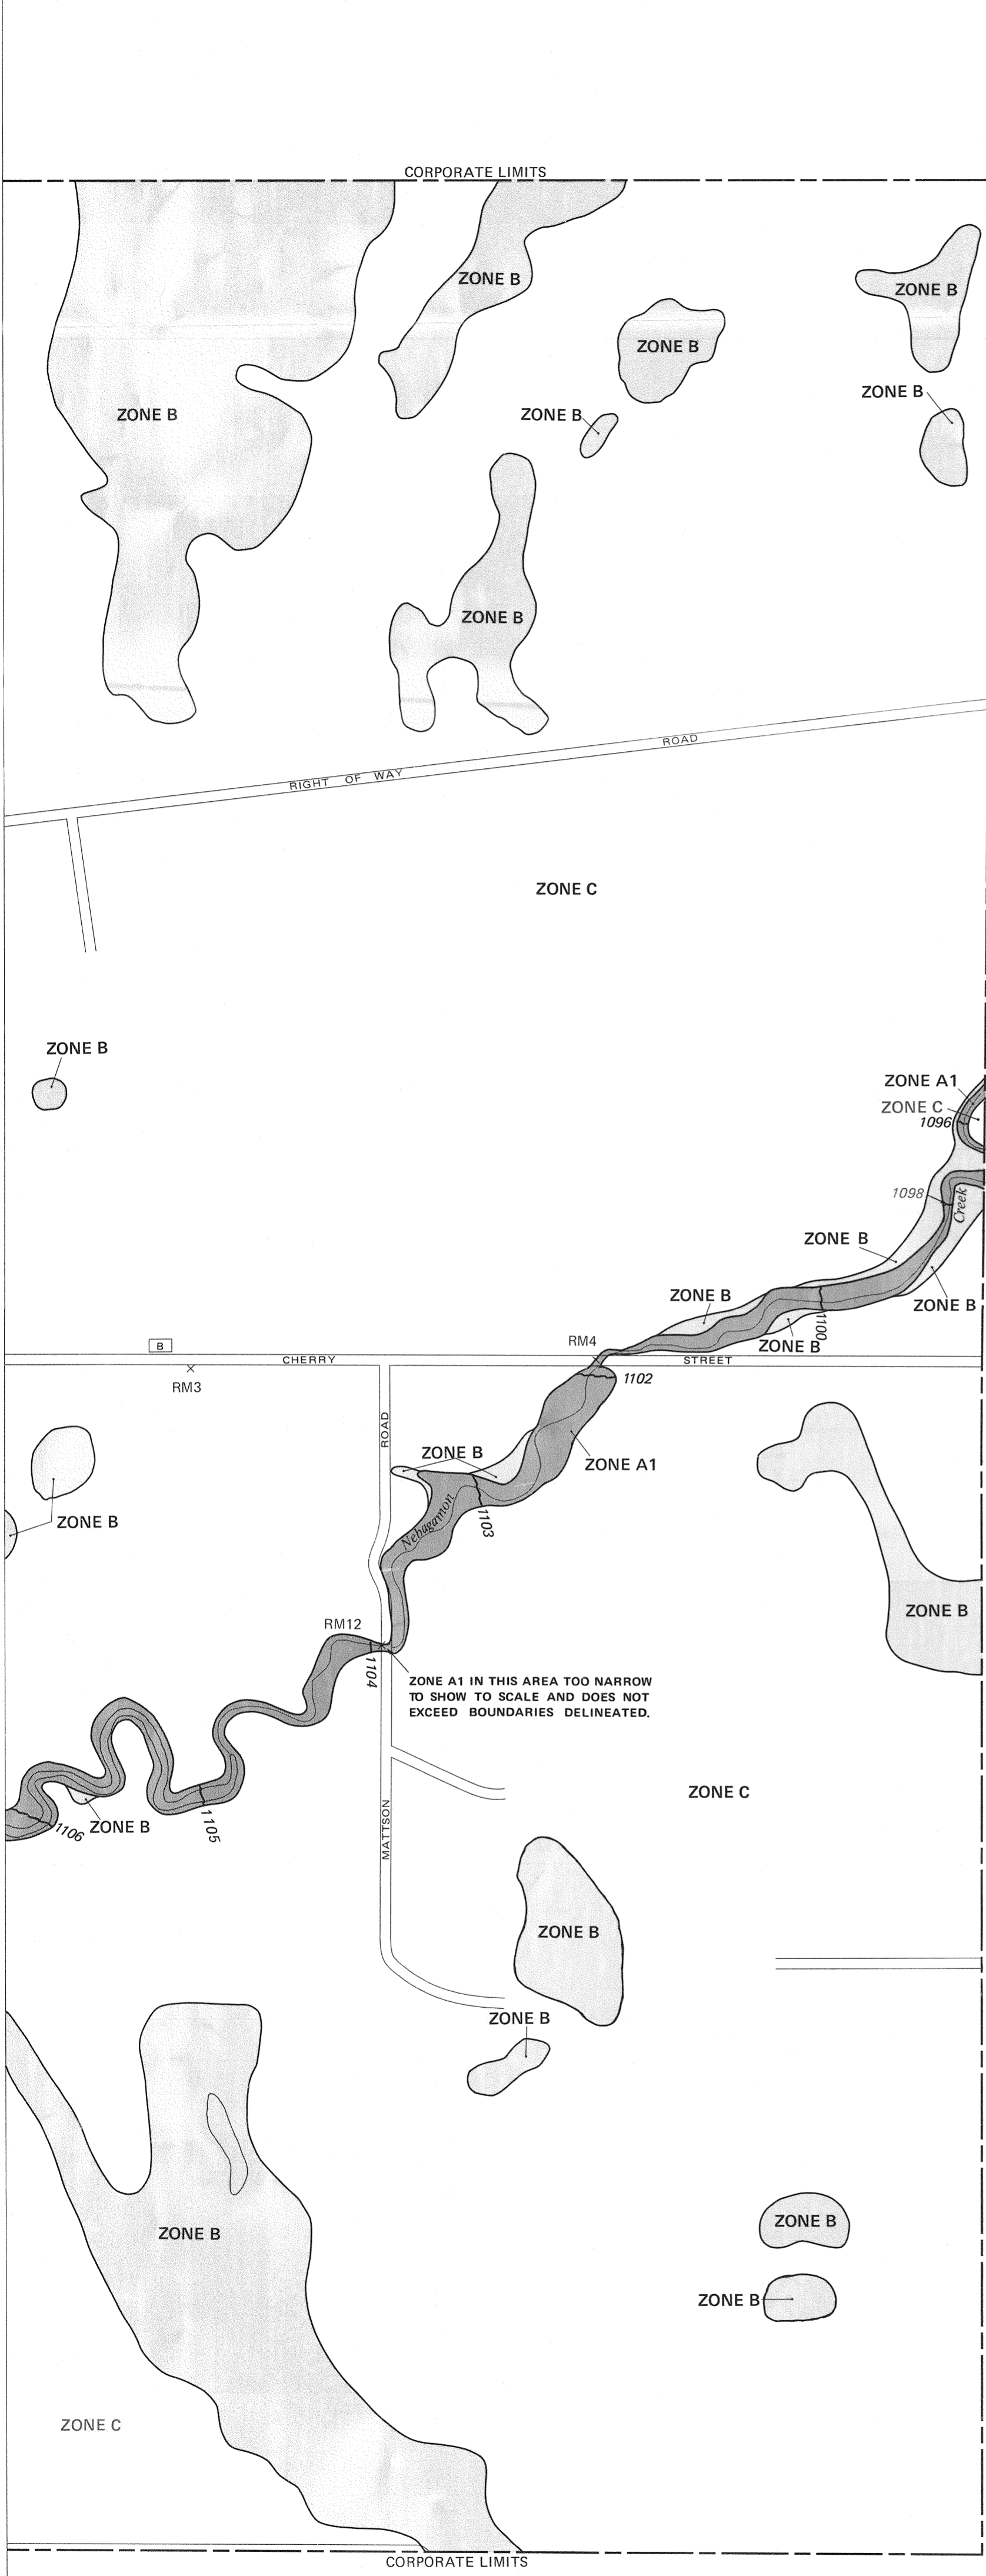 CORPORATE LIMITS
ZONE B
ZONE B
ZONE B
ZONE B
ZONE B
ZONE B
ZONE B
ZONE B
RIGHT OF WAY
ROAD
ZONE C
ZONE B
ZONE A1
ZONE C
1096
1098
Creek
ZONE B
ZONE B
ZONE B
1100
ZONE B
RM4
B
CHERRY
STREET
RM3
1102
ROAD
ZONE B
ZONE A1
Nebagamon
1103
ZONE B
ZONE B
RM12
1104
ZONE A1 IN THIS AREA TOO NARROW
TO SHOW TO SCALE AND DOES NOT
EXCEED BOUNDARIES DELINEATED.
ZONE C
MATTSON
1106
ZONE B
1105
ZONE B
ZONE B
ZONE B
ZONE B
ZONE B
ZONE C
CORPORATE LIMITS